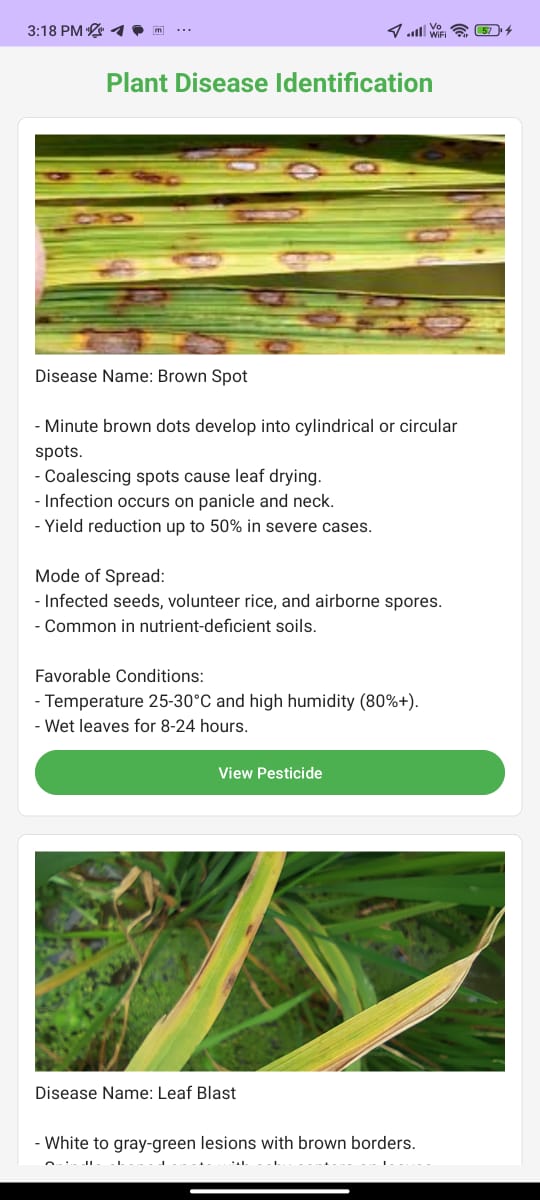 3:18 PM
Vo
WiFi
57
Plant Disease Identification
Disease Name: Brown Spot
- Minute brown dots develop into cylindrical or circular
spots.
- Coalescing spots cause leaf drying.
- Infection occurs on panicle and neck.
- Yield reduction up to 50% in severe cases.
Mode of Spread:
- Infected seeds, volunteer rice, and airborne spores.
- Common in nutrient-deficient soils.
Favorable Conditions:
- Temperature 25-30°C and high humidity (80%+).
- Wet leaves for 8-24 hours.
View Pesticide
Disease Name: Leaf Blast
- White to gray-green lesions with brown borders.